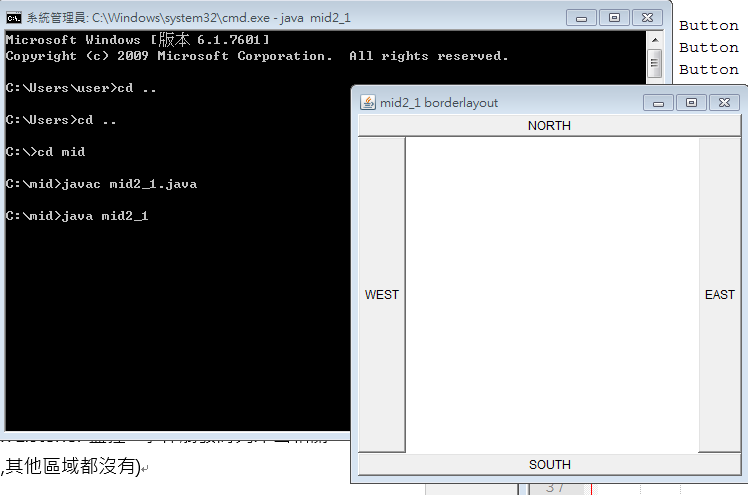 系統管理員: C:\Windows\system32\cmd.exe - java mid2_1
Microsoft Windows [版本 6.1.7601]
Copyright (c) 2009 Microsoft Corporation. All rights reserved.
C:\Users\user>cd ..
C:\Users>cd ..
C:\>cd mid
C:\mid>javac mid2_1.java
C:\mid>java mid2_1
Button
Button
Button
mid2_1 borderlayout
NORTH
WEST
EAST
SOUTH
,其他區域都沒有)
37